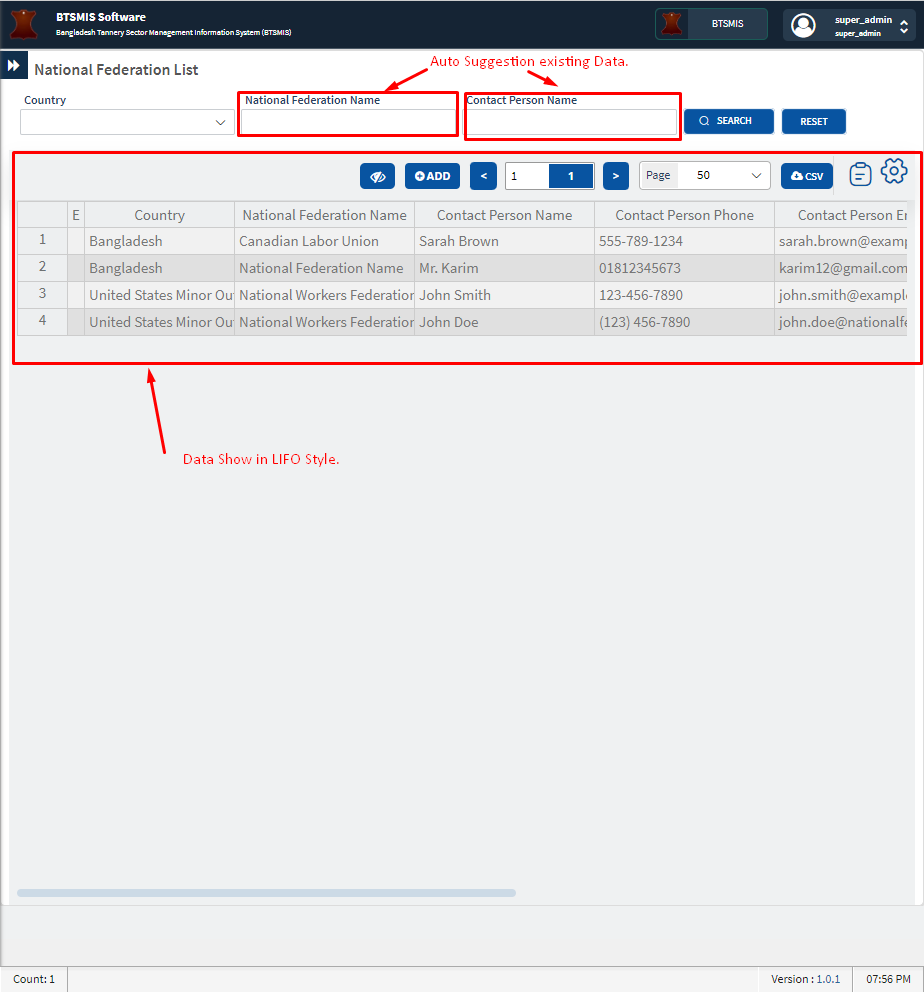 BTSMIS Software
Bangladesh Tannery Sector Management Information System (BTSMIS)
BTSMIS
super_admin
super_admin
National Federation List
Auto Suggestion existing Data.
Country
National Federation Name
Contact Person Name
SEARCH
RESET
ADD
<
1
1
>
Page
50
CSV
E Country National Federation Name Contact Person Name Contact Person Phone Contact Person Er
1 Bangladesh Canadian Labor Union Sarah Brown 555-789-1234 sarah.brown@examp
2 Bangladesh National Federation Name Mr. Karim 01812345673 karim12@gmail.com
3 United States Minor Ou National Workers Federation John Smith 123-456-7890 john.smith@example
4 United States Minor Ou National Workers Federation John Doe (123) 456-7890 john.doe@nationalfe
Data Show in LIFO Style.
Count: 1
Version : 1.0.1
07:56 PM